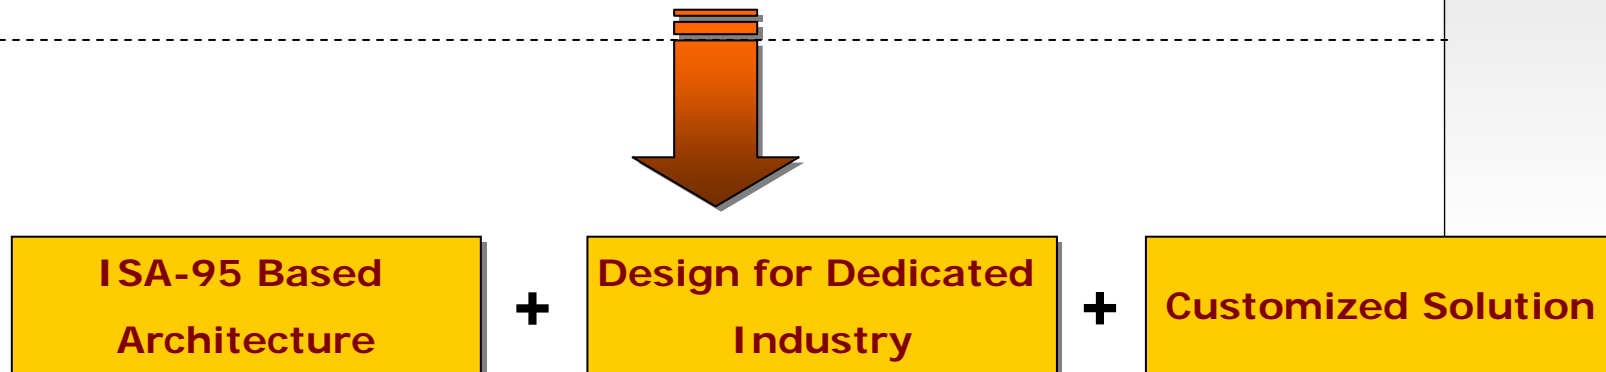 ISA-95 Based
Architecture
+
Design for Dedicated
Industry
+
Customized Solution